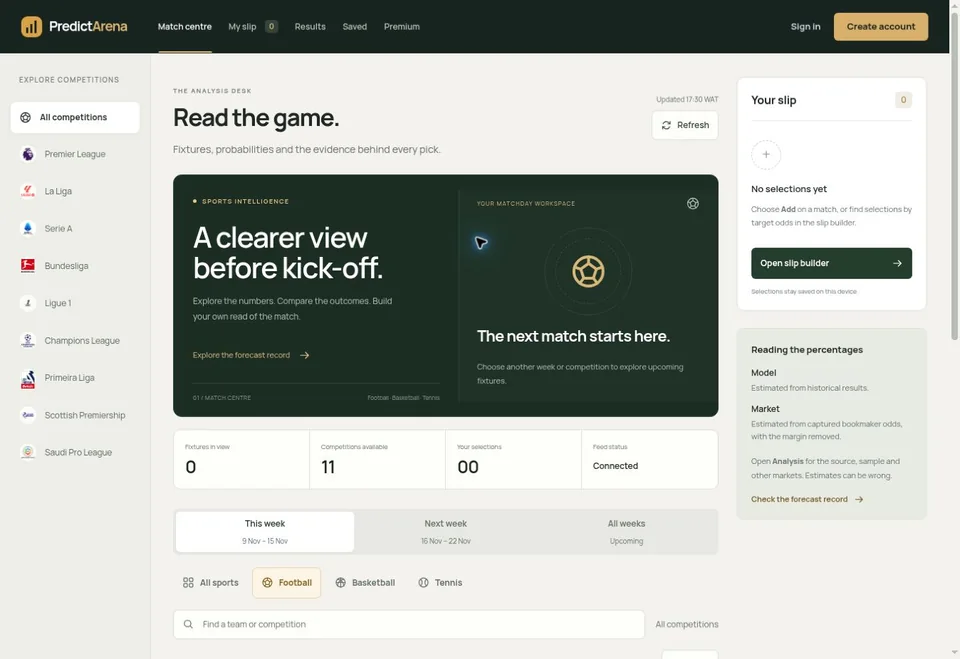 PredictArena
Match centre
My slip 0
Results
Saved
Premium
Sign in
Create account
EXPLORE COMPETITIONS
All competitions
Premier League
La Liga
Serie A
Bundesliga
Ligue 1
Champions League
Primeira Liga
Scottish Premiership
Saudi Pro League
THE ANALYSIS DESK
Read the game.
Fixtures, probabilities and the evidence behind every pick.
Updated 17:30 WAT
Refresh
SPORTS INTELLIGENCE
A clearer view
before kick-off.
Explore the numbers. Compare the outcomes. Build
your own read of the match.
Explore the forecast record
01 / MATCH CENTRE
Football · Basketball · Tennis
YOUR MATCHDAY WORKSPACE
The next match starts here.
Choose another week or competition to explore upcoming
fixtures.
Fixtures in view
0
Competitions available
11
Your selections
00
Feed status
Connected
This week
9 Nov – 15 Nov
Next week
16 Nov – 22 Nov
All weeks
Upcoming
All sports
Football
Basketball
Tennis
Find a team or competition
All competitions
Your slip
0
No selections yet
Choose Add on a match, or find selections by
target odds in the slip builder.
Open slip builder
Selections stay saved on this device
Reading the percentages
Model
Estimated from historical results.
Market
Estimated from captured bookmaker odds,
with the margin removed.
Open Analysis for the source, sample and
other markets. Estimates can be wrong.
Check the forecast record